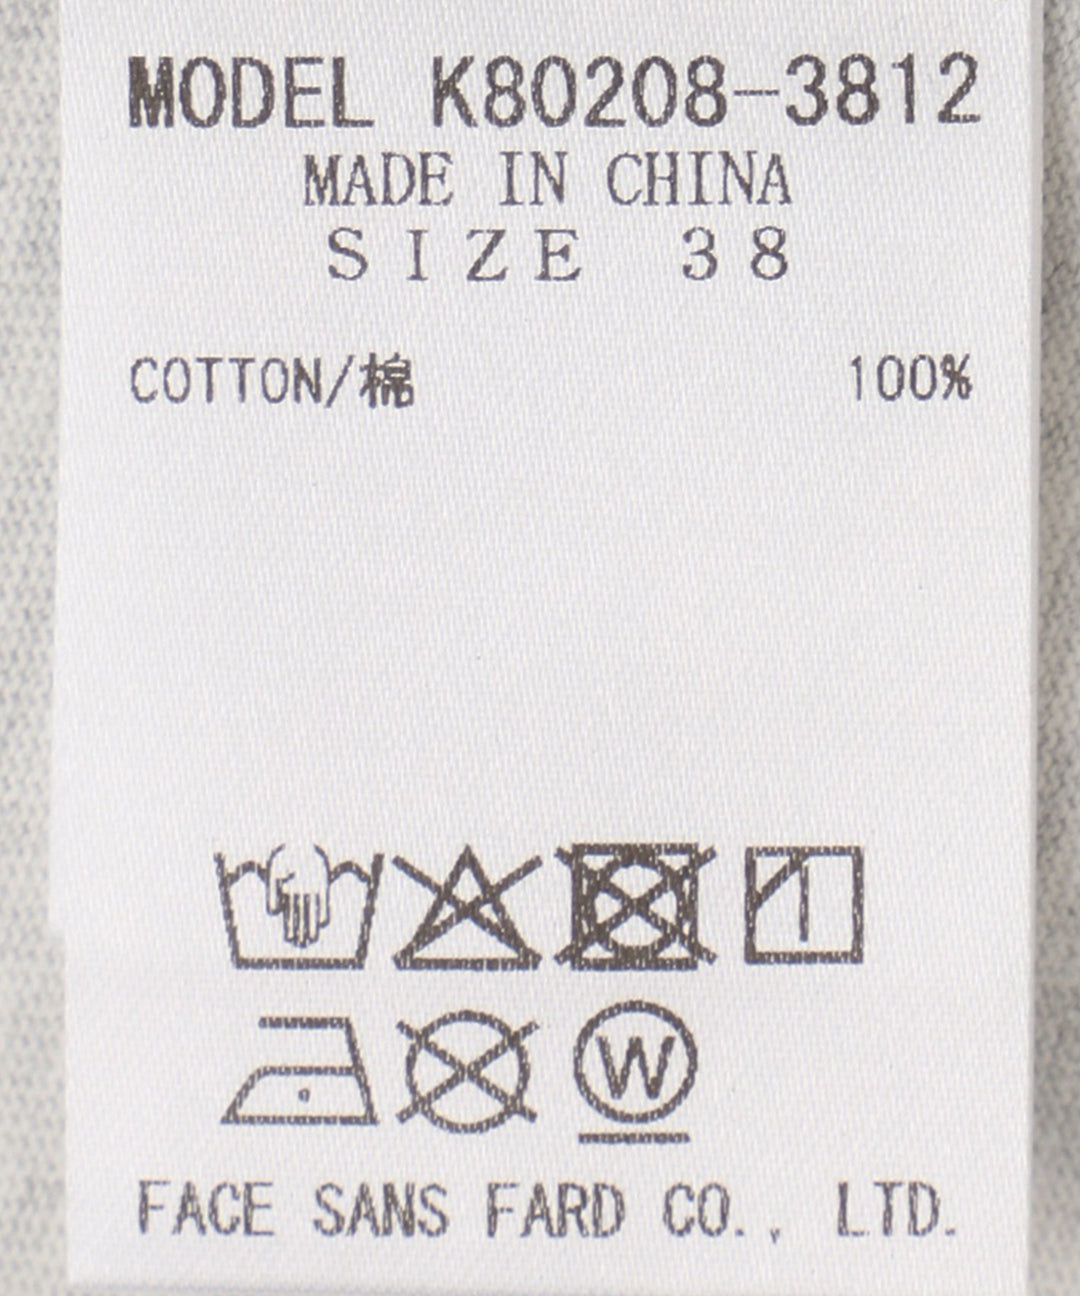 MODEL K80208-3812
MADE IN CHINA
SIZE 38
COTTON/棉 100%
W
FACE SANS FARD CO., LTD.